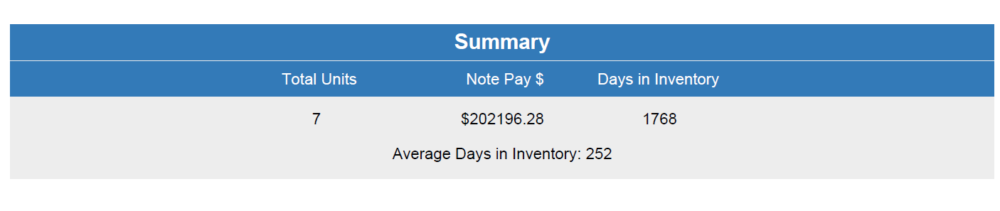 Summary
Total Units Note Pay $ Days in Inventory
7 $202196.28 1768
Average Days in Inventory: 252